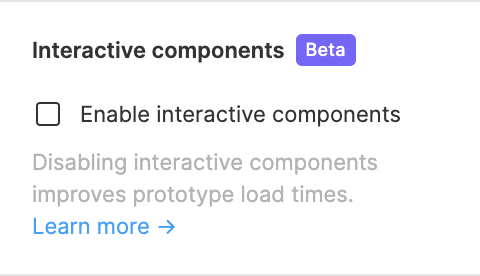 Interactive components Beta
Enable interactive components
Disabling interactive components
improves prototype load times.
Learn more →